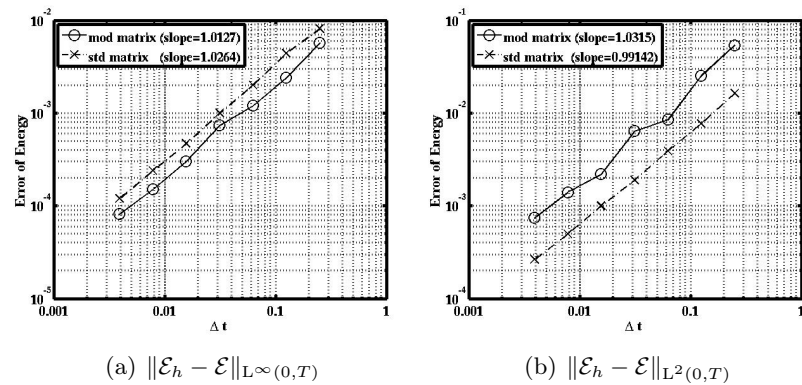 10^-2
mod matrix (slope=1.0127)
std matrix (slope=1.0264)
10^-3
Error of Energy
10^-4
10^-5
0.001 0.01 0.1 1
Δ t
(a) ‖ℰ_h − ℰ‖_{L^∞(0,T)}
10^-1
mod matrix (slope=1.0315)
std matrix (slope=0.99142)
10^-2
Error of Energy
10^-3
10^-4
0.001 0.01 0.1 1
Δ t
(b) ‖ℰ_h − ℰ‖_{L^2(0,T)}